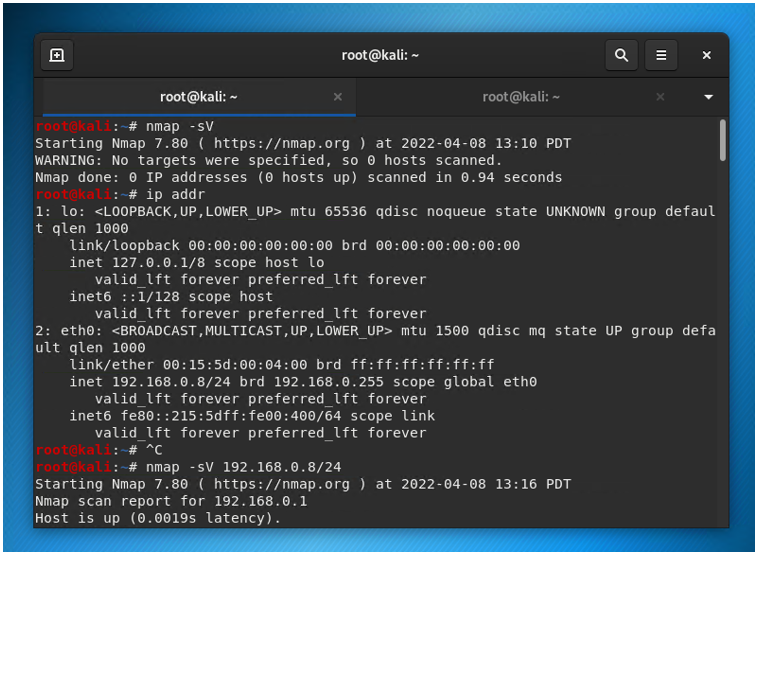 root@kali: ~
root@kali: ~
root@kali: ~
root@kali:~# nmap -sV
Starting Nmap 7.80 ( https://nmap.org ) at 2022-04-08 13:10 PDT
WARNING: No targets were specified, so 0 hosts scanned.
Nmap done: 0 IP addresses (0 hosts up) scanned in 0.94 seconds
root@kali:~# ip addr
1: lo: <LOOPBACK,UP,LOWER_UP> mtu 65536 qdisc noqueue state UNKNOWN group defaul
t qlen 1000
    link/loopback 00:00:00:00:00:00 brd 00:00:00:00:00:00
    inet 127.0.0.1/8 scope host lo
       valid_lft forever preferred_lft forever
    inet6 ::1/128 scope host
       valid_lft forever preferred_lft forever
2: eth0: <BROADCAST,MULTICAST,UP,LOWER_UP> mtu 1500 qdisc mq state UP group defa
ult qlen 1000
    link/ether 00:15:5d:00:04:00 brd ff:ff:ff:ff:ff:ff
    inet 192.168.0.8/24 brd 192.168.0.255 scope global eth0
       valid_lft forever preferred_lft forever
    inet6 fe80::215:5dff:fe00:400/64 scope link
       valid_lft forever preferred_lft forever
root@kali:~# ^C
root@kali:~# nmap -sV 192.168.0.8/24
Starting Nmap 7.80 ( https://nmap.org ) at 2022-04-08 13:16 PDT
Nmap scan report for 192.168.0.1
Host is up (0.0019s latency).